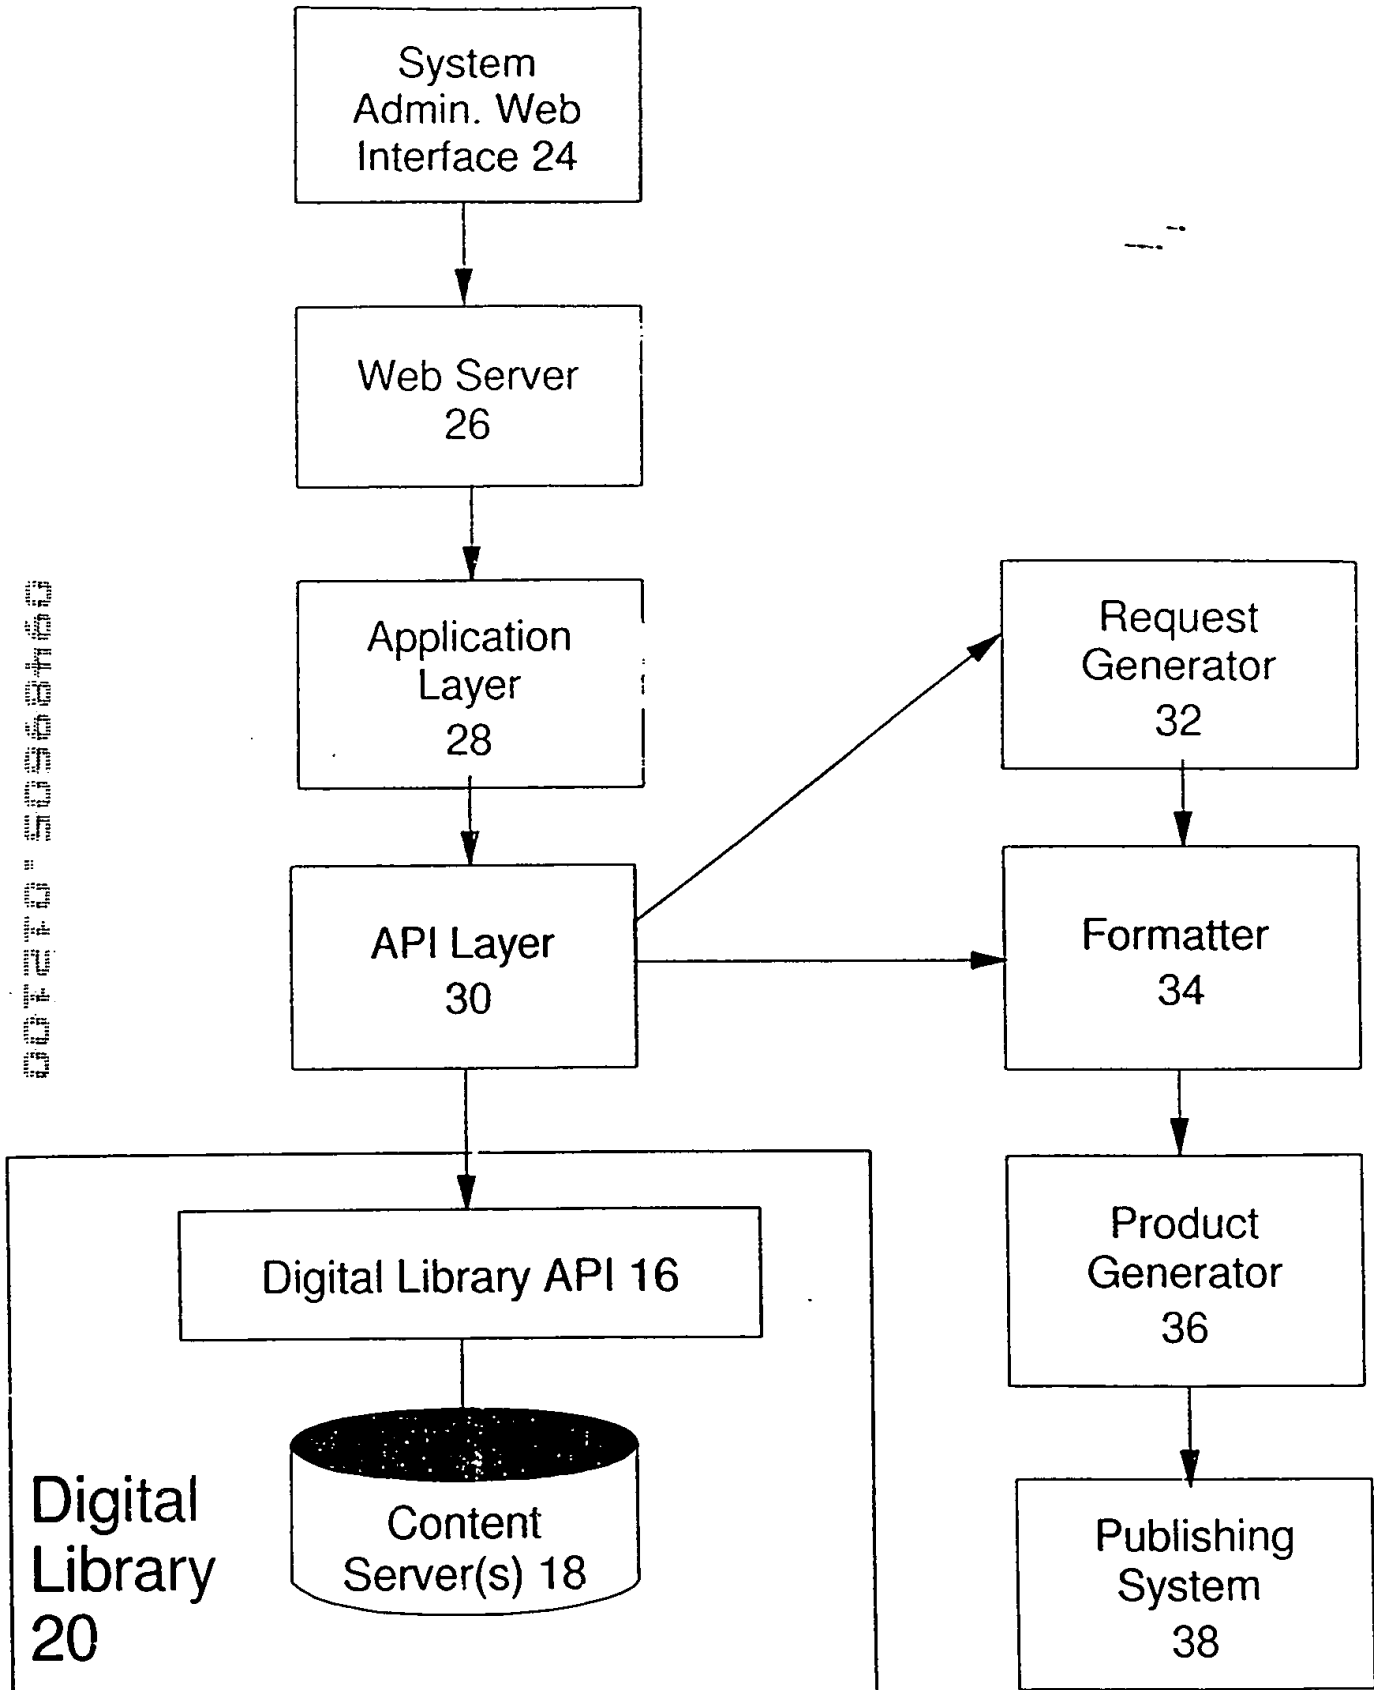 System
Admin. Web
Interface 24
Web Server
26
Application
Layer
28
API Layer
30
Request
Generator
32
Formatter
34
Product
Generator
36
Publishing
System
38
Digital Library API 16
Content
Server(s) 18
Digital
Library
20